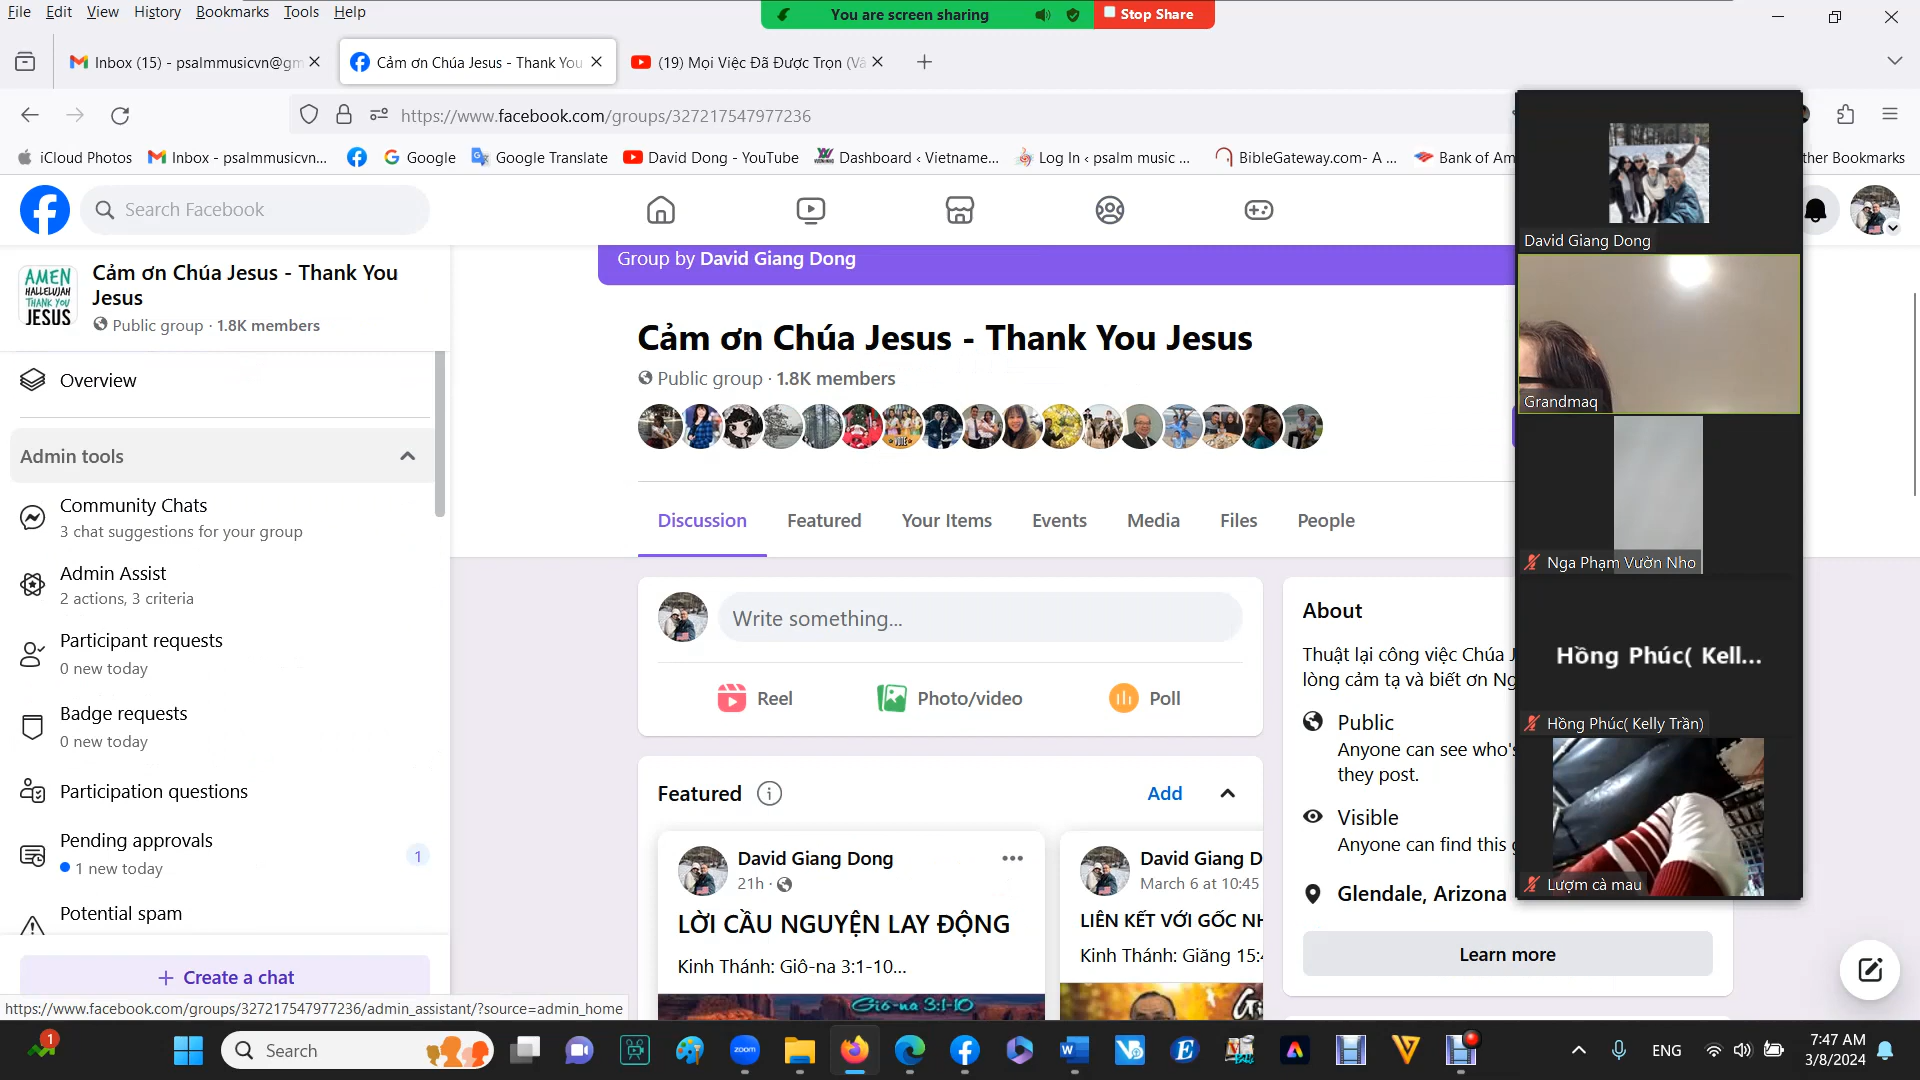 File Edit View History Bookmarks Tools Help
You are screen sharing
Stop Share
Inbox (15) - psalmmusicvn@gm
Cảm ơn Chúa Jesus - Thank You
(19) Mọi Việc Đã Được Trọn (Vă
https://www.facebook.com/groups/327217547977236
iCloud Photos
Inbox - psalmmusicvn...
Google
Google Translate
David Dong - YouTube
Dashboard ‹ Vietname...
Log In ‹ psalm music ...
BibleGateway.com- A ...
Bank of Am
ther Bookmarks
Search Facebook
AMEN
HALLELUJAH
THANK YOU
JESUS
Cảm ơn Chúa Jesus - Thank You
Jesus
Public group · 1.8K members
Overview
Admin tools
Community Chats
3 chat suggestions for your group
Admin Assist
2 actions, 3 criteria
Participant requests
0 new today
Badge requests
0 new today
Participation questions
Pending approvals
1 new today
1
Potential spam
+ Create a chat
https://www.facebook.com/groups/327217547977236/admin_assistant/?source=admin_home
Group by David Giang Dong
Cảm ơn Chúa Jesus - Thank You Jesus
Public group · 1.8K members
Discussion
Featured
Your Items
Events
Media
Files
People
Write something...
Reel
Photo/video
Poll
Featured
Add
David Giang Dong
21h ·
LỜI CẦU NGUYỆN LAY ĐỘNG
Kinh Thánh: Giô-na 3:1-10...
Giô-na 3:1-10
David Giang D
March 6 at 10:45
LIÊN KẾT VỚI GỐC NH
Kinh Thánh: Giăng 15:4
About
Thuật lại công việc Chúa J
lòng cảm tạ và biết ơn Ng
Public
Anyone can see who's
they post.
Visible
Anyone can find this g
Glendale, Arizona
Learn more
David Giang Dong
Grandmaq
Nga Phạm Vườn Nho
Hồng Phúc( Kell...
Hồng Phúc( Kelly Trần)
Lượm cà mau
1
Search
zoom
ENG
7:47 AM
3/8/2024